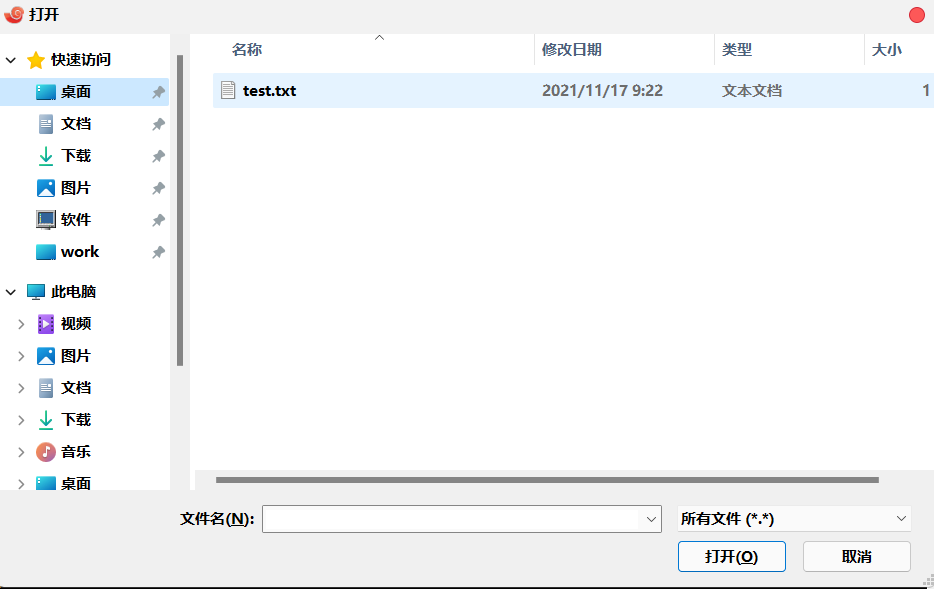 打开
快速访问
桌面
文档
下载
图片
软件
work
此电脑
视频
图片
文档
下载
音乐
桌面
名称 修改日期 类型 大小
test.txt 2021/11/17 9:22 文本文档 1
文件名(N): 所有文件 (*.*)
打开(O) 取消